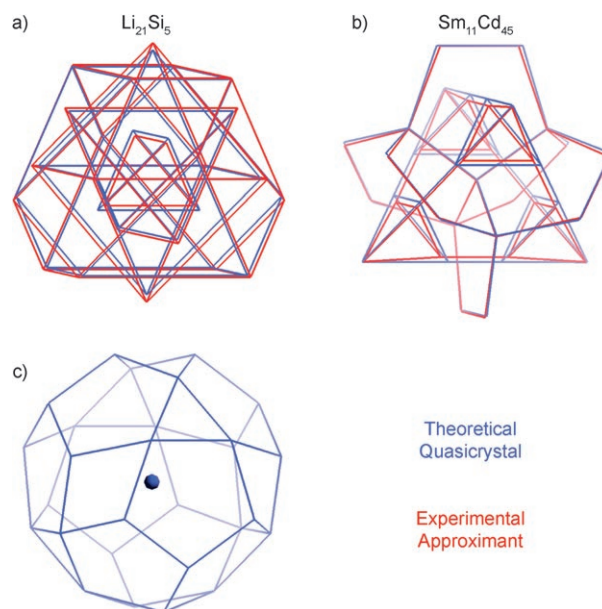 a) Li₂₁Si₅
b) Sm₁₁Cd₄₅
c)
Theoretical
Quasicrystal
Experimental
Approximant